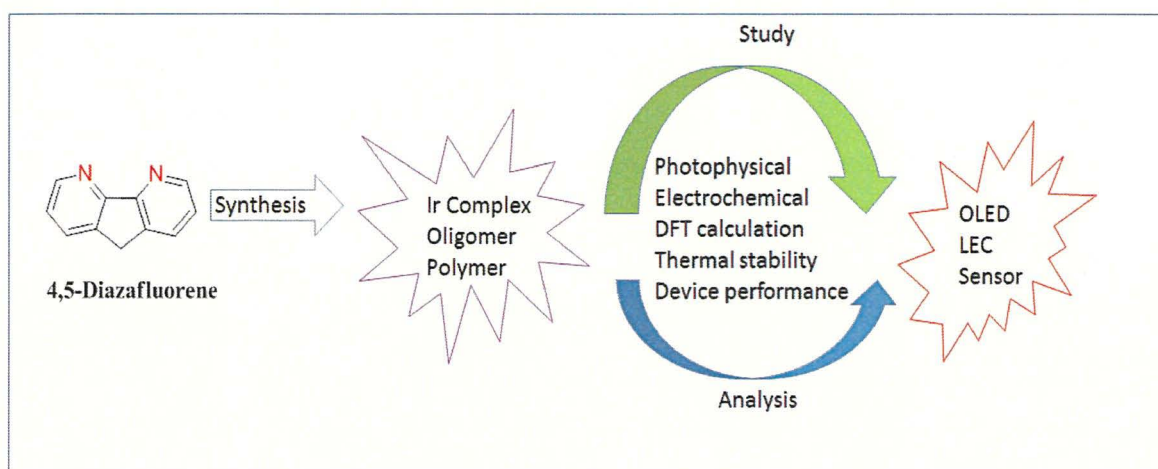 Study
N N
4,5-Diazafluorene
Synthesis
Ir Complex
Oligomer
Polymer
Photophysical
Electrochemical
DFT calculation
Thermal stability
Device performance
OLED
LEC
Sensor
Analysis